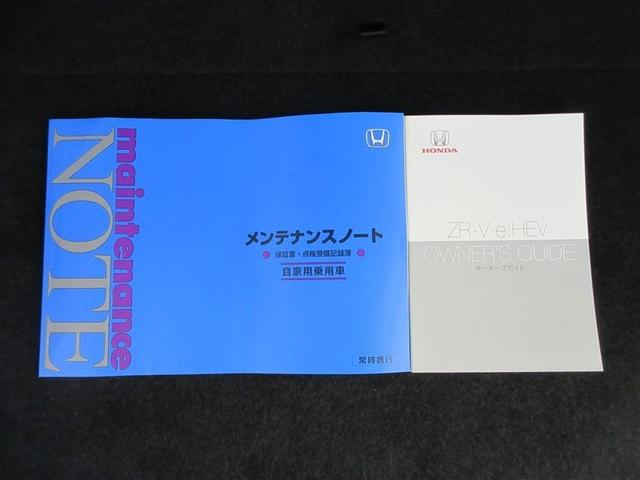 maintenance
NOTE
メンテナンスノート
保証書・点検整備記録簿
自家用乗用車
常時携行
HONDA
ZR-V e:HEV
OWNER'S GUIDE
オーナーズガイド